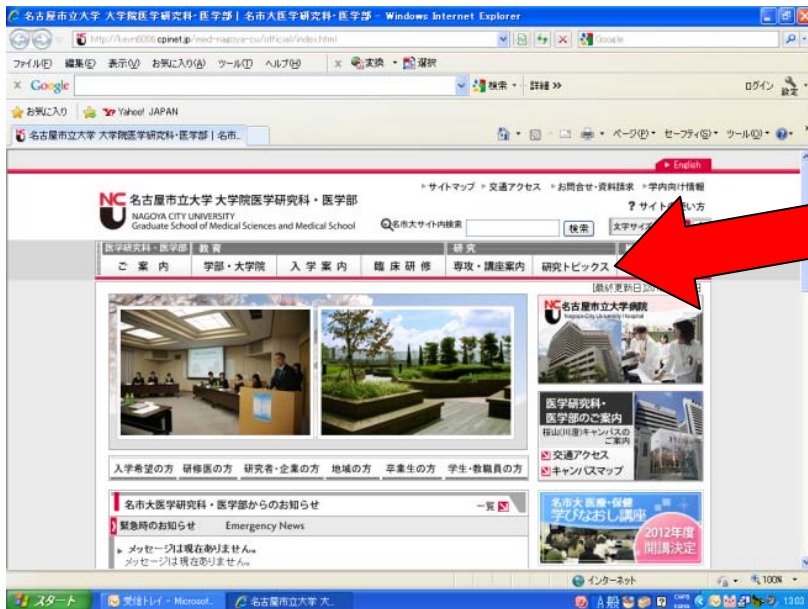 名古屋市立大学 大学院医学研究科・医学部 | 名市大医学研究科・医学部 - Windows Internet Explorer
Google
ファイル(F) 編集(E) 表示(V) お気に入り(A) ツール(T) ヘルプ(H) x 変換 選択
x Google 検索 詳細 >> ログイン 設定
お気に入り Yahoo! JAPAN
名古屋市立大学 大学院医学研究科・医学部 | 名市... ページ(P) セーフティ(S) ツール(O)
English
サイトマップ 交通アクセス お問合せ・資料請求 学内向け情報
NC 名古屋市立大学 大学院医学研究科・医学部
NAGOYA CITY UNIVERSITY
Graduate School of Medical Sciences and Medical School
名市大サイト内検索 検索
医学研究科・医学部 教育 研究
ご案内 学部・大学院 入学案内 臨床研修 専攻・講座案内 研究トピックス
NC 名古屋市立大学病院
Nagoya City University Hospital
医学研究科・
医学部のご案内
桜山(川澄)キャンパスの
ご案内
交通アクセス
キャンパスマップ
入学希望の方 研修医の方 研究者・企業の方 地域の方 卒業生の方 学生・教職員の方
名市大医学研究科・医学部からのお知らせ 一覧
緊急時のお知らせ Emergency News
メッセージは現在ありません。
メッセージは現在ありません。
名市大 医療・保健
学びなおし講座
2012年度
開講決定
インターネット 100%
スタート 受信トレイ - Microsof... 名古屋市立大学 大... A 般 CAPS KANA 13:03